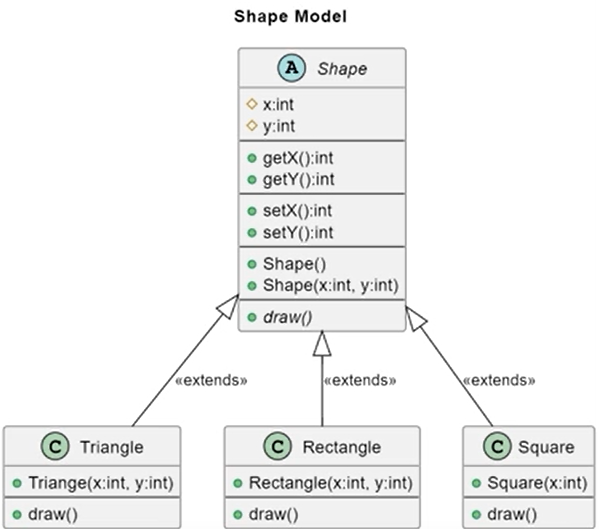 Shape Model
A Shape
x:int
y:int
getX():int
getY():int
setX():int
setY():int
Shape()
Shape(x:int, y:int)
draw()
«extends» «extends» «extends»
C Triangle
Triange(x:int, y:int)
draw()
C Rectangle
Rectangle(x:int, y:int)
draw()
C Square
Square(x:int)
draw()